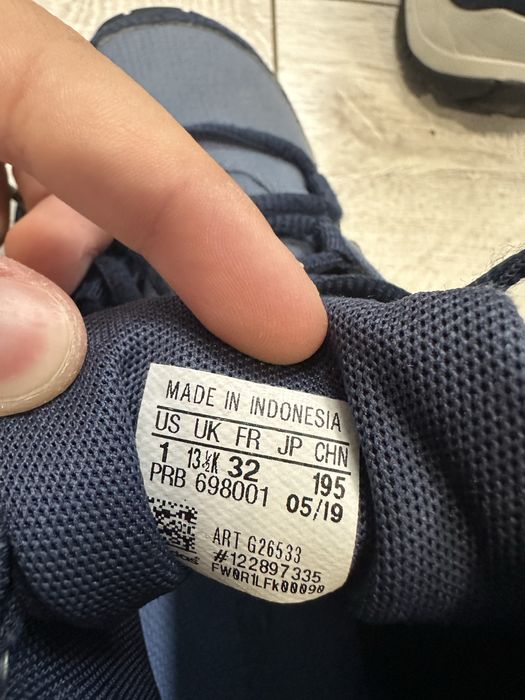 MADE IN INDONESIA
US UK FR JP CHN
1 13½K 32 195
PRB 698001 05/19
ART G26533
#122897335
FW0R1LFK00090